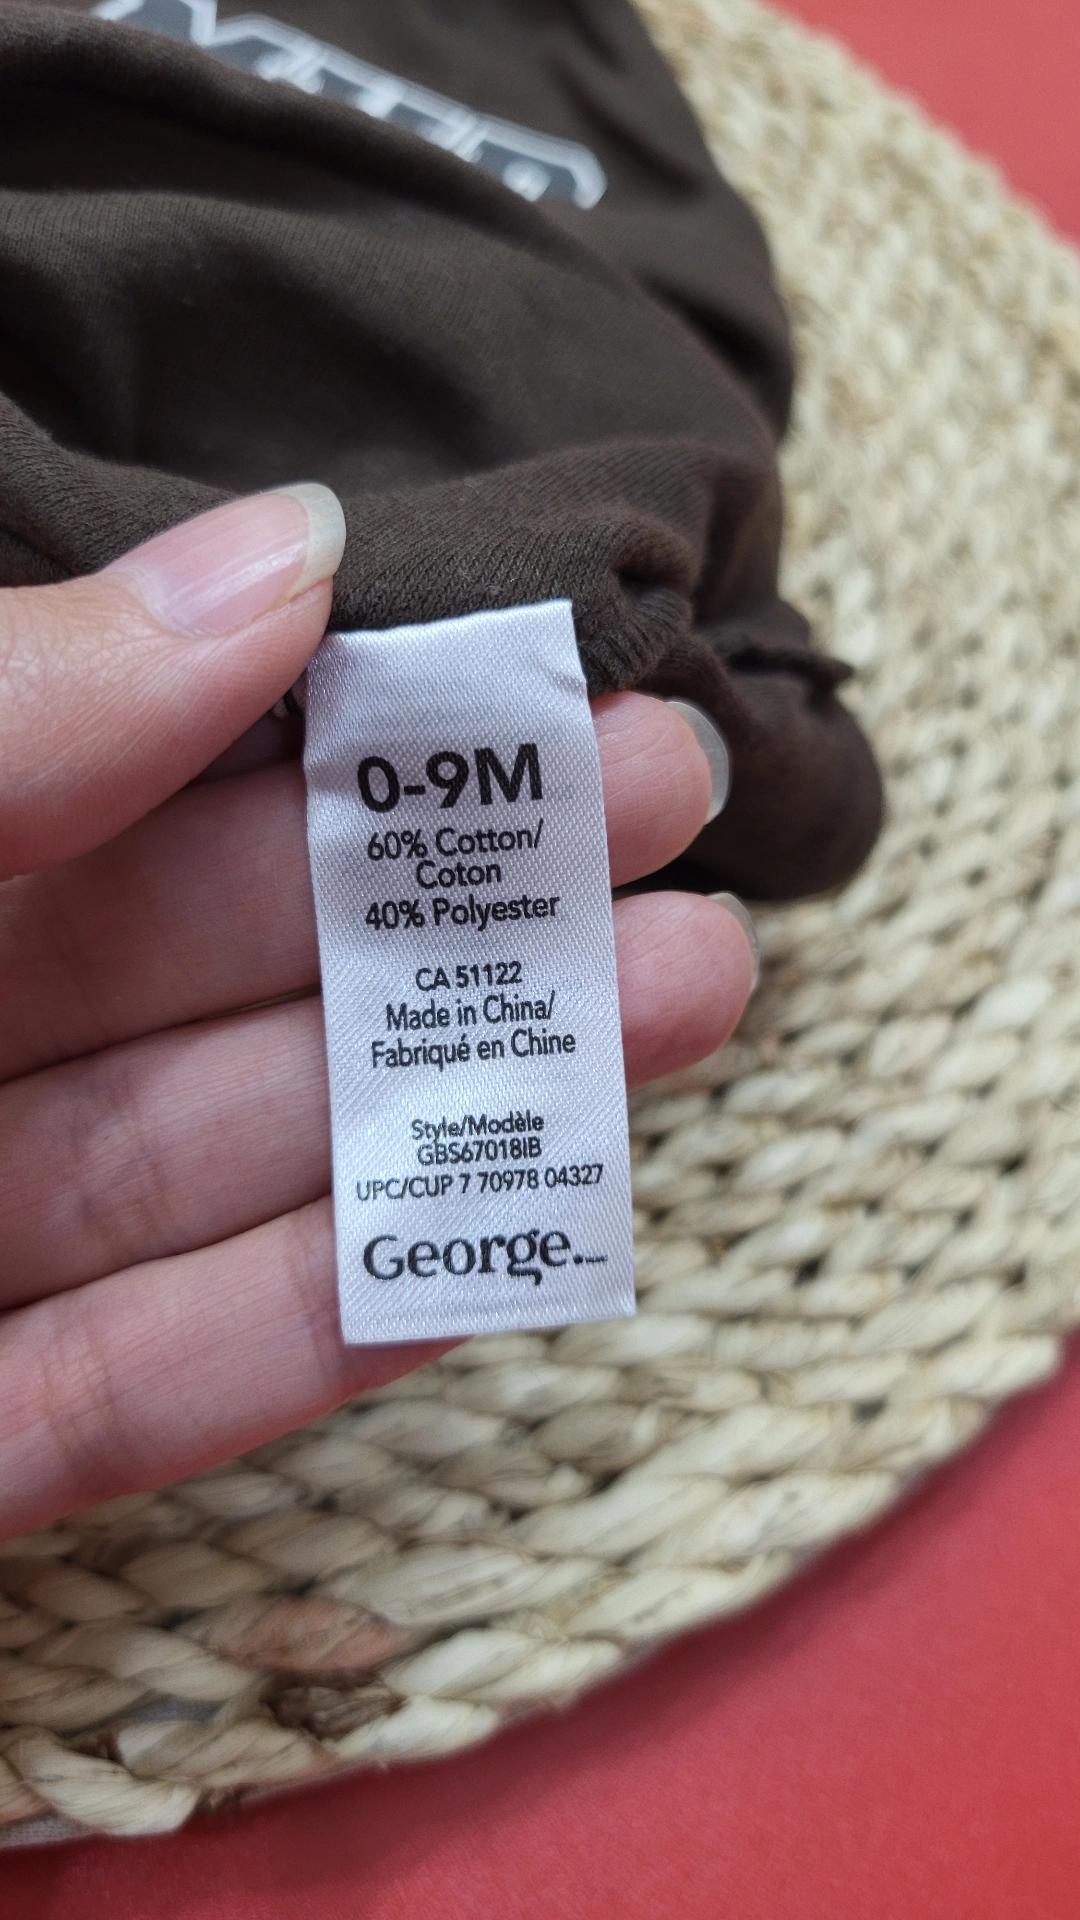 0-9M
60% Cotton/
Coton
40% Polyester
CA 51122
Made in China/
Fabriqué en Chine
Style/Modèle
GBS67018IB
UPC/CUP 7 70978 04327
George._